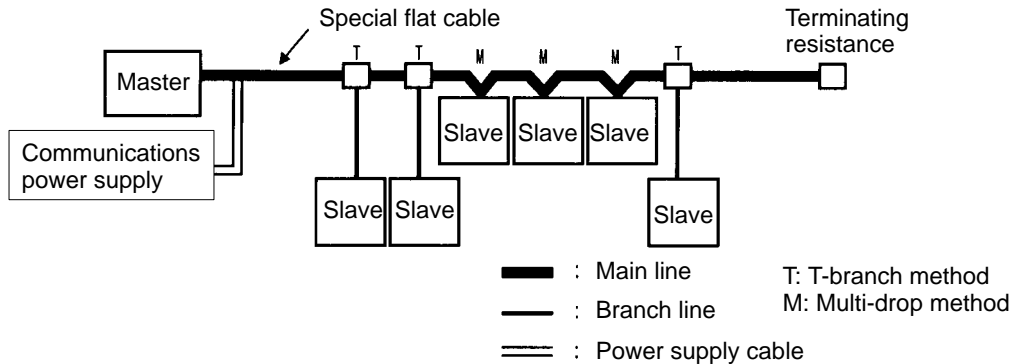 Special flat cable
Terminating
resistance
T T M M M T
Master
Slave Slave Slave
Communications
power supply
Slave Slave Slave
: Main line
T: T-branch method
: Branch line
M: Multi-drop method
: Power supply cable